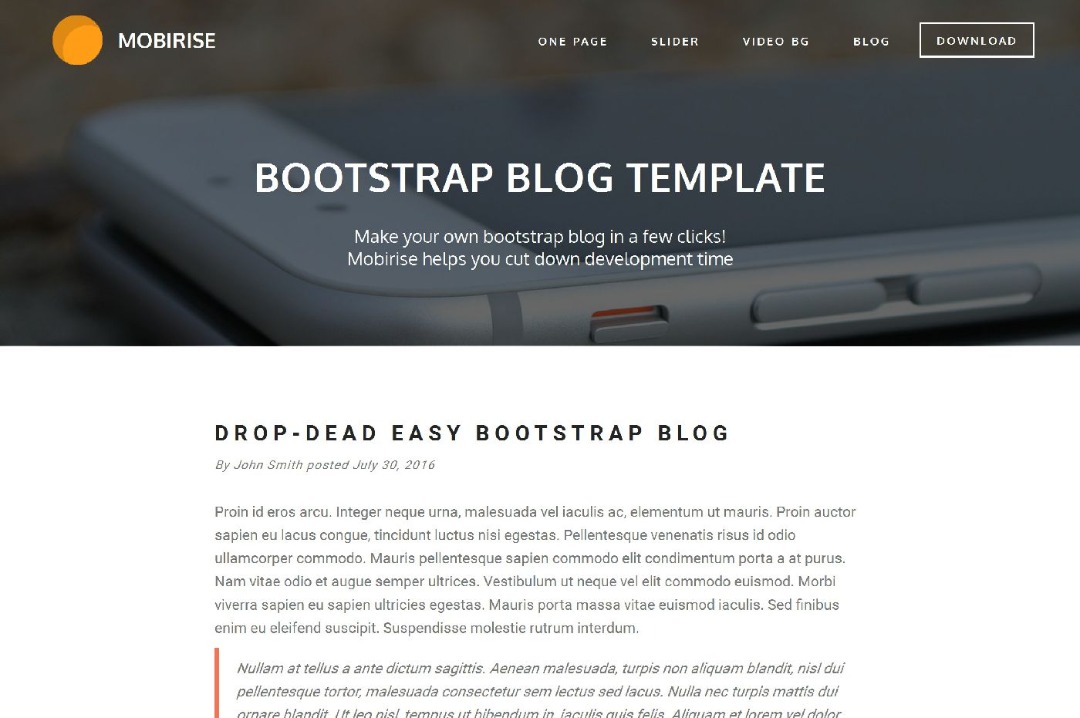 MOBIRISE
ONE PAGE SLIDER VIDEO BG BLOG DOWNLOAD
BOOTSTRAP BLOG TEMPLATE
Make your own bootstrap blog in a few clicks!
Mobirise helps you cut down development time
DROP-DEAD EASY BOOTSTRAP BLOG
By John Smith posted July 30, 2016
Proin id eros arcu. Integer neque urna, malesuada vel iaculis ac, elementum ut mauris. Proin auctor
sapien eu lacus congue, tincidunt luctus nisi egestas. Pellentesque venenatis risus id odio
ullamcorper commodo. Mauris pellentesque sapien commodo elit condimentum porta a at purus.
Nam vitae odio et augue semper ultrices. Vestibulum ut neque vel elit commodo euismod. Morbi
viverra sapien eu sapien ultricies egestas. Mauris porta massa vitae euismod iaculis. Sed finibus
enim eu eleifend suscipit. Suspendisse molestie rutrum interdum.
Nullam at tellus a ante dictum sagittis. Aenean malesuada, turpis non aliquam blandit, nisl dui
pellentesque tortor, malesuada consectetur sem lectus sed lacus. Nulla nec turpis mattis dui
ornare blandit. Ut leo nisl, tempus ut bibendum in, iaculis quis felis. Aliquam et lorem vel dolor